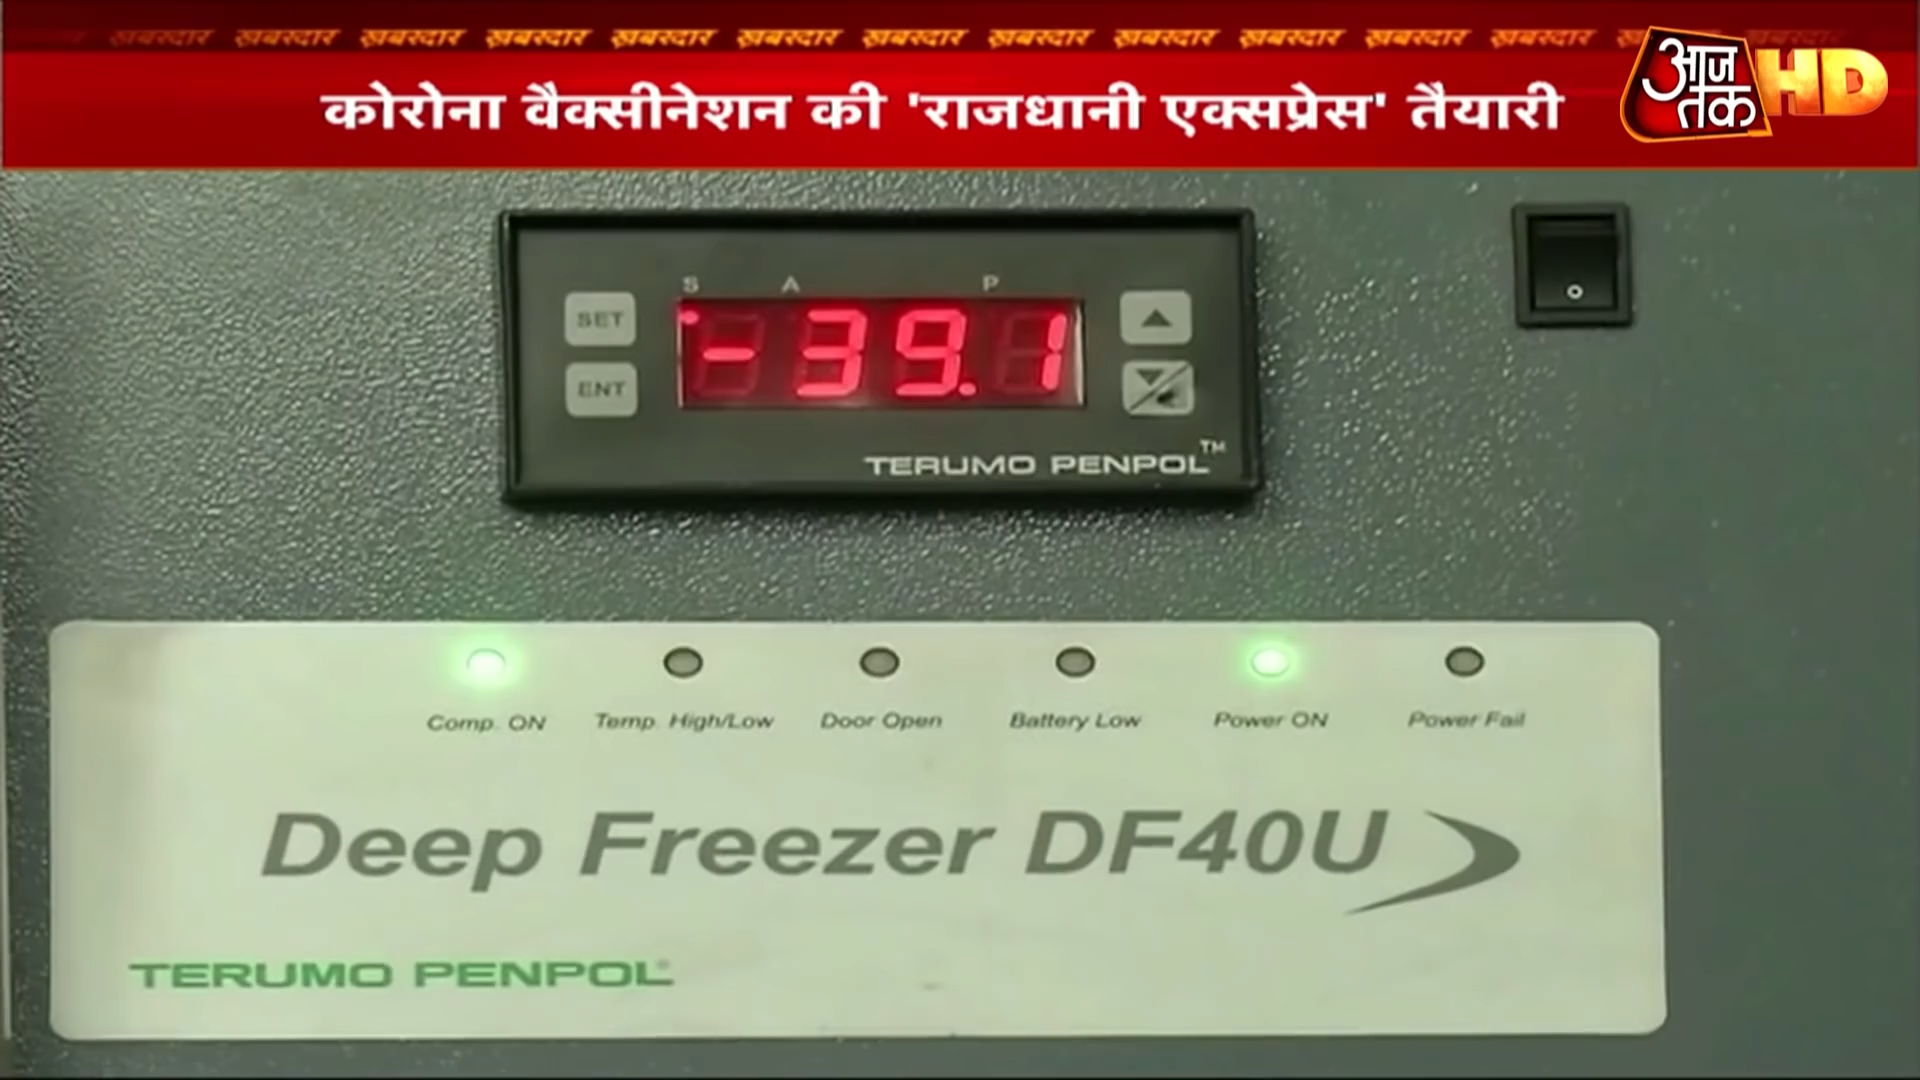 ख़बरदार ख़बरदार ख़बरदार ख़बरदार ख़बरदार ख़बरदार ख़बरदार ख़बरदार ख़बरदार ख़बरदार ख़बरदार ख़बरदार
कोरोना वैक्सीनेशन की 'राजधानी एक्सप्रेस' तैयारी
आज तक HD
S A P
SET
-39.1
ENT
TERUMO PENPOL™
Comp. ON Temp. High/Low Door Open Battery Low Power ON Power Fail
Deep Freezer DF40U
TERUMO PENPOL®